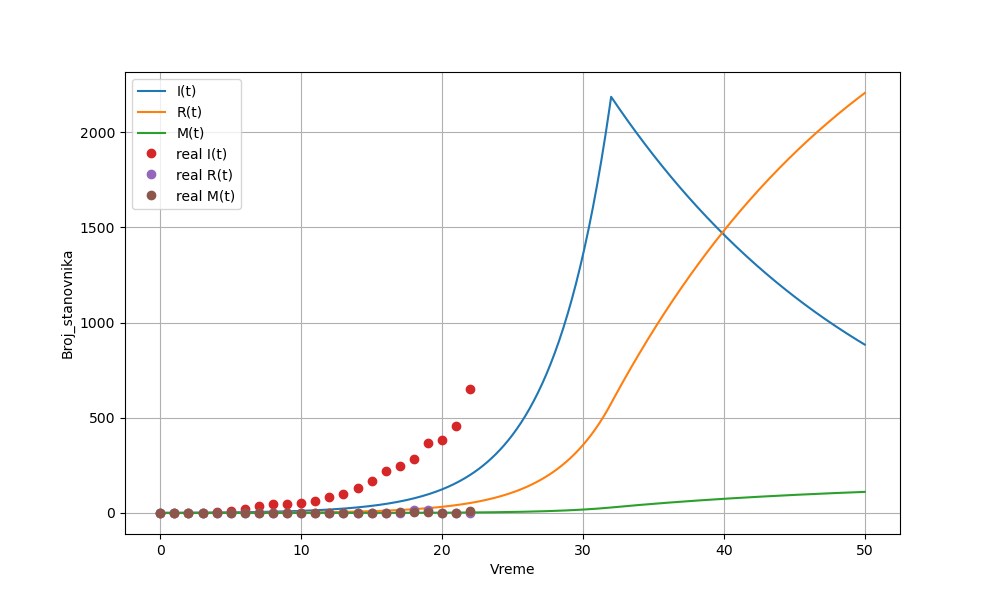 I(t)
R(t)
M(t)
real I(t)
real R(t)
real M(t)
2000
1500
1000
500
0
Broj_stanovnika
0 10 20 30 40 50
Vreme